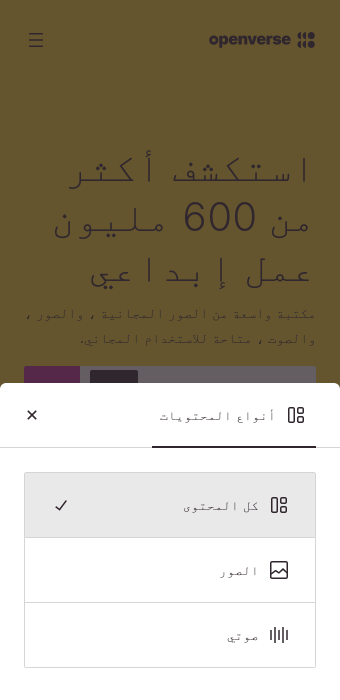 openverse
استكشف أكثر
من 600 مليون
عمل إبداعي
مكتبة واسعة من الصور المجانية ، والصور ،
والصوت ، متاحة للاستخدام المجاني.
أنواع المحتويات
كل المحتوى
الصور
صوتي